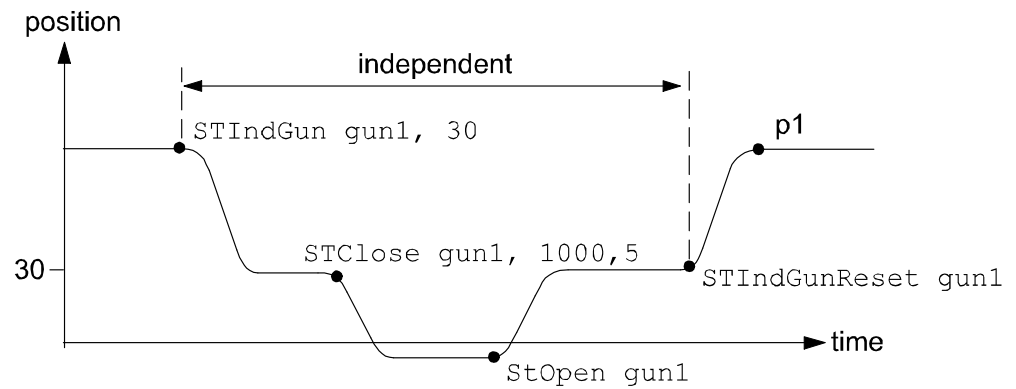 position
independent
STIndGun gun1, 30
p1
STClose gun1, 1000,5
30
STIndGunReset gun1
time
StOpen gun1